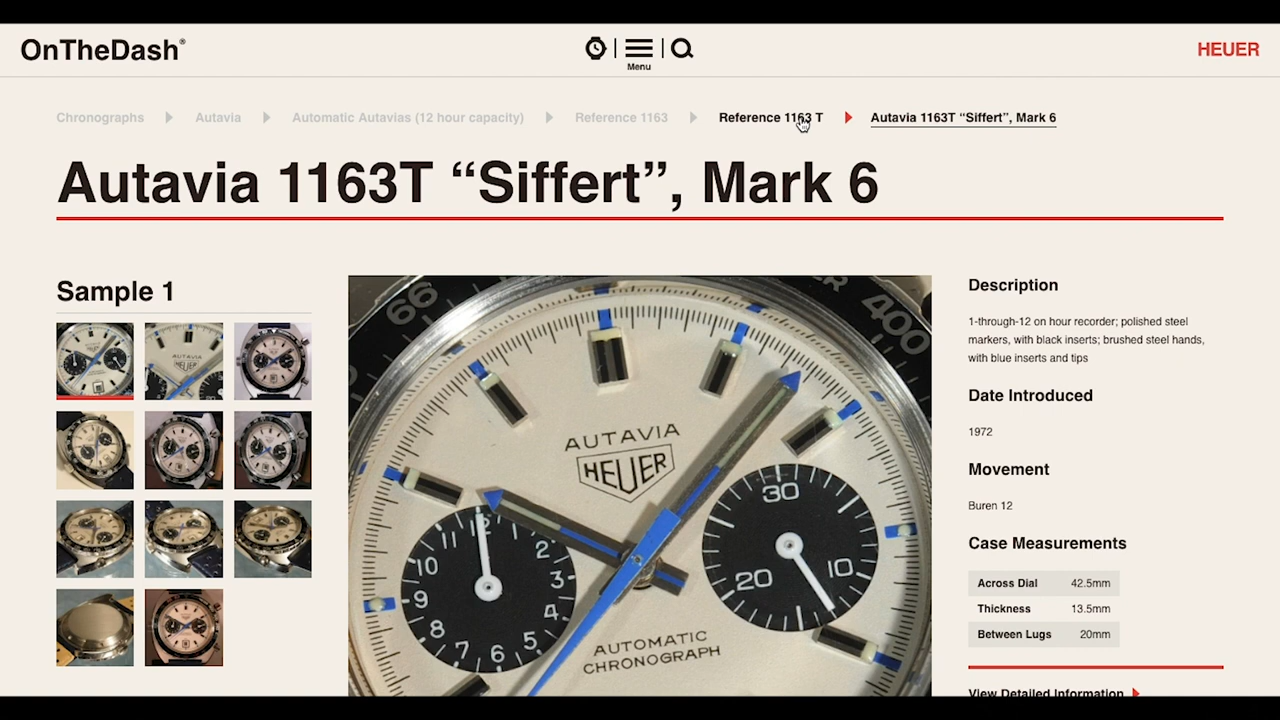 OnTheDash®
Menu
HEUER
Chronographs
Autavia
Automatic Autavias (12 hour capacity)
Reference 1163
Reference 1163 T
Autavia 1163T “Siffert”, Mark 6
Autavia 1163T “Siffert”, Mark 6
Sample 1
66
400
AUTAVIA
HEUER
12
2
3
4
5
6
7
8
9
10
11
30
10
20
AUTOMATIC
CHRONOGRAPH
Description
1-through-12 on hour recorder; polished steel
markers, with black inserts; brushed steel hands,
with blue inserts and tips
Date Introduced
1972
Movement
Buren 12
Case Measurements
Across Dial 42.5mm
Thickness 13.5mm
Between Lugs 20mm
View Detailed Information